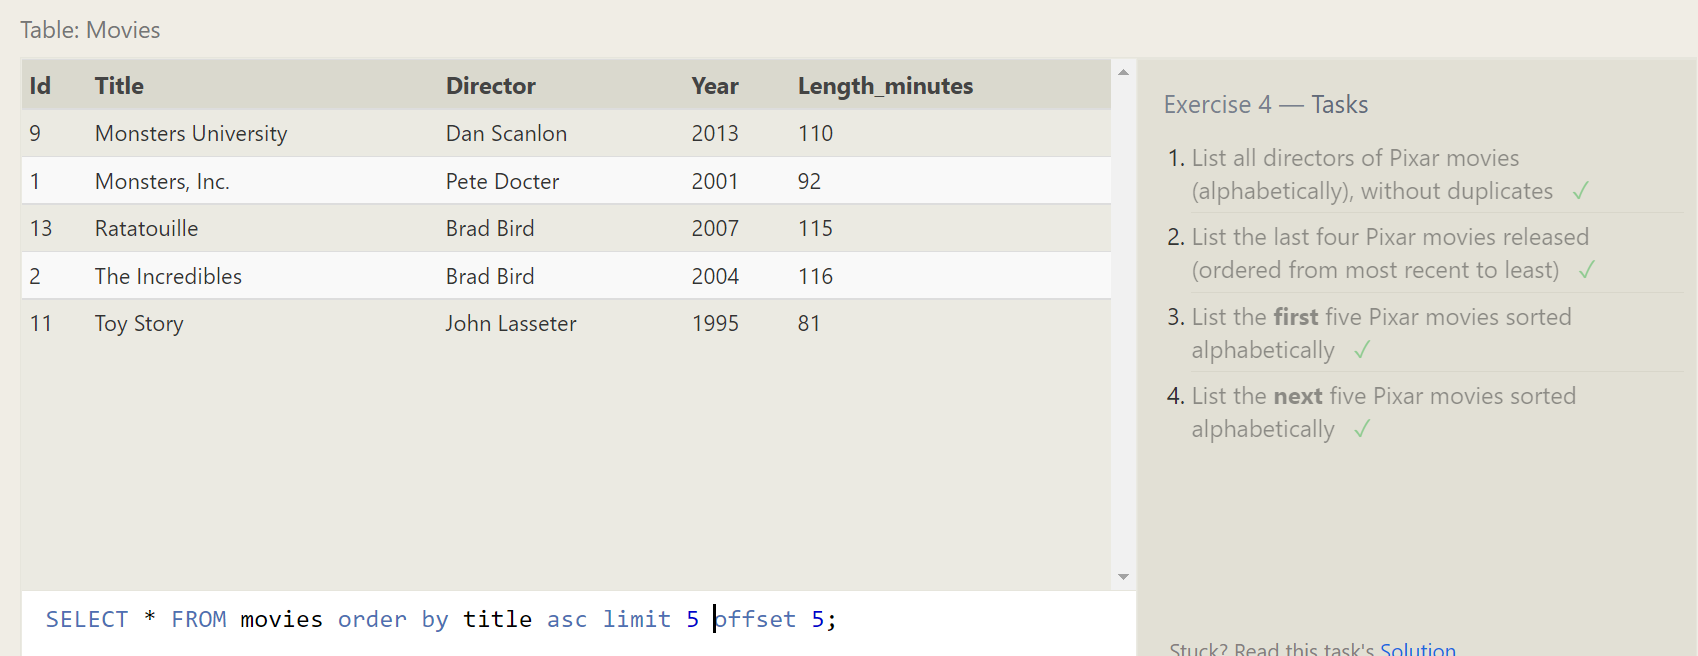 Table: Movies
Id Title Director Year Length_minutes
9 Monsters University Dan Scanlon 2013 110
1 Monsters, Inc. Pete Docter 2001 92
13 Ratatouille Brad Bird 2007 115
2 The Incredibles Brad Bird 2004 116
11 Toy Story John Lasseter 1995 81
SELECT * FROM movies order by title asc limit 5 offset 5;
Exercise 4 — Tasks
1. List all directors of Pixar movies
(alphabetically), without duplicates ✓
2. List the last four Pixar movies released
(ordered from most recent to least) ✓
3. List the first five Pixar movies sorted
alphabetically ✓
4. List the next five Pixar movies sorted
alphabetically ✓
Stuck? Read this task's Solution